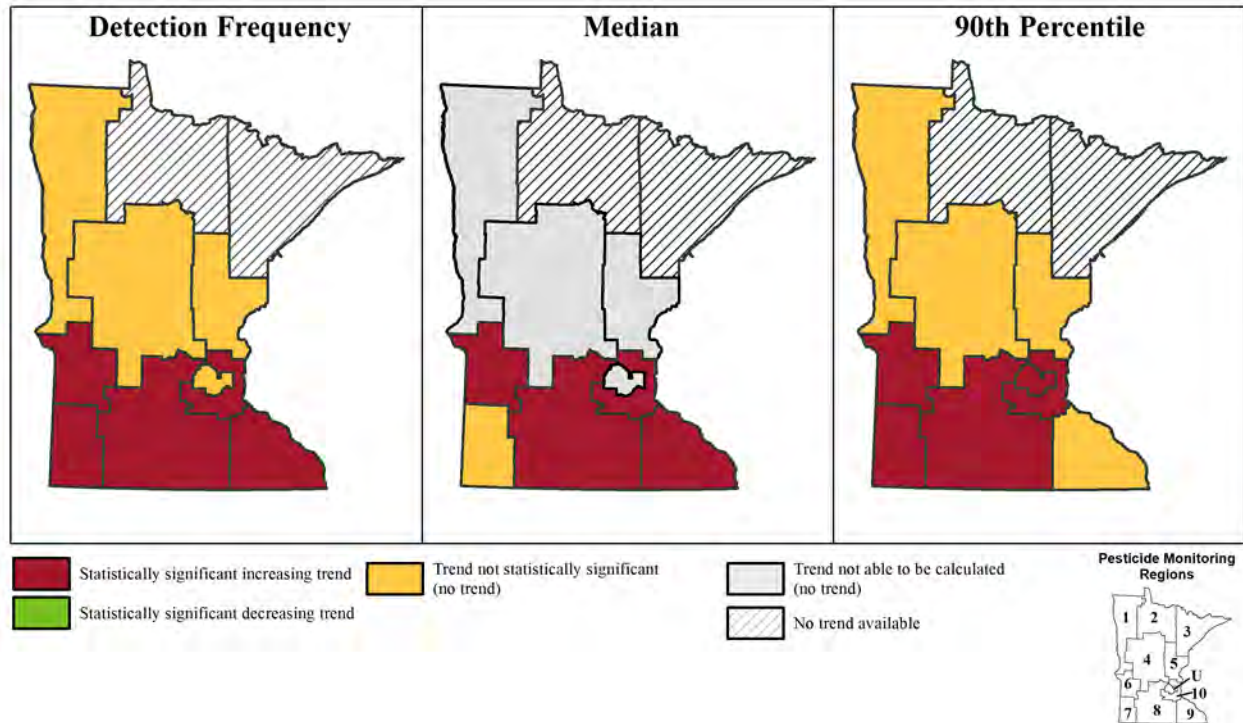 Detection Frequency
Median
90th Percentile
Statistically significant increasing trend
Statistically significant decreasing trend
Trend not statistically significant
(no trend)
Trend not able to be calculated
(no trend)
No trend available
Pesticide Monitoring
Regions
1
2
3
4
5
U
6
10
7
8
9